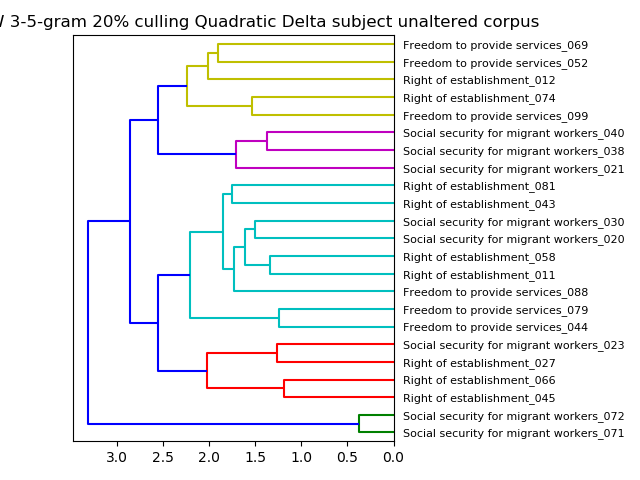 3-5-gram 20% culling Quadratic Delta subject unaltered corpus
Freedom to provide services_069
Freedom to provide services_052
Right of establishment_012
Right of establishment_074
Freedom to provide services_099
Social security for migrant workers_040
Social security for migrant workers_038
Social security for migrant workers_021
Right of establishment_081
Right of establishment_043
Social security for migrant workers_030
Social security for migrant workers_020
Right of establishment_058
Right of establishment_011
Freedom to provide services_088
Freedom to provide services_079
Freedom to provide services_044
Social security for migrant workers_023
Right of establishment_027
Right of establishment_066
Right of establishment_045
Social security for migrant workers_072
Social security for migrant workers_071
3.0 2.5 2.0 1.5 1.0 0.5 0.0